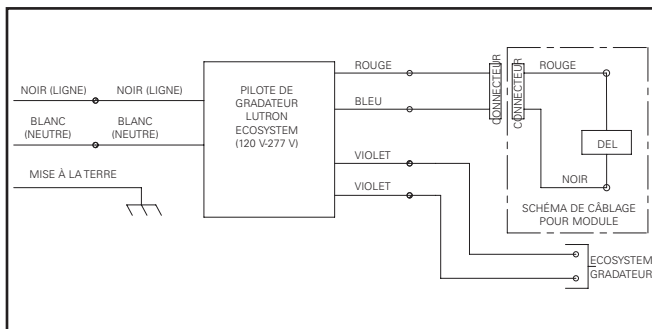 NOIR (LIGNE)
NOIR (LIGNE)
BLANC
(NEUTRE)
BLANC
(NEUTRE)
MISE À LA TERRE
PILOTE DE
GRADATEUR
LUTRON
ECOSYSTEM
(120 V-277 V)
ROUGE
BLEU
VIOLET
VIOLET
CONNECTEUR
CONNECTEUR
ROUGE
DEL
NOIR
SCHÉMA DE CÂBLAGE
POUR MODULE
ECOSYSTEM
GRADATEUR